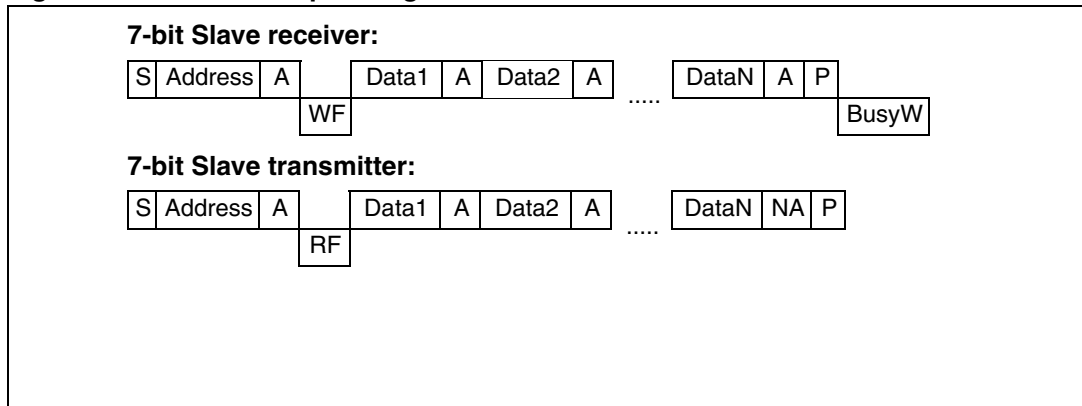 7-bit Slave receiver:
S Address A Data1 A Data2 A ..... DataN A P
WF BusyW
7-bit Slave transmitter:
S Address A Data1 A Data2 A ..... DataN NA P
RF